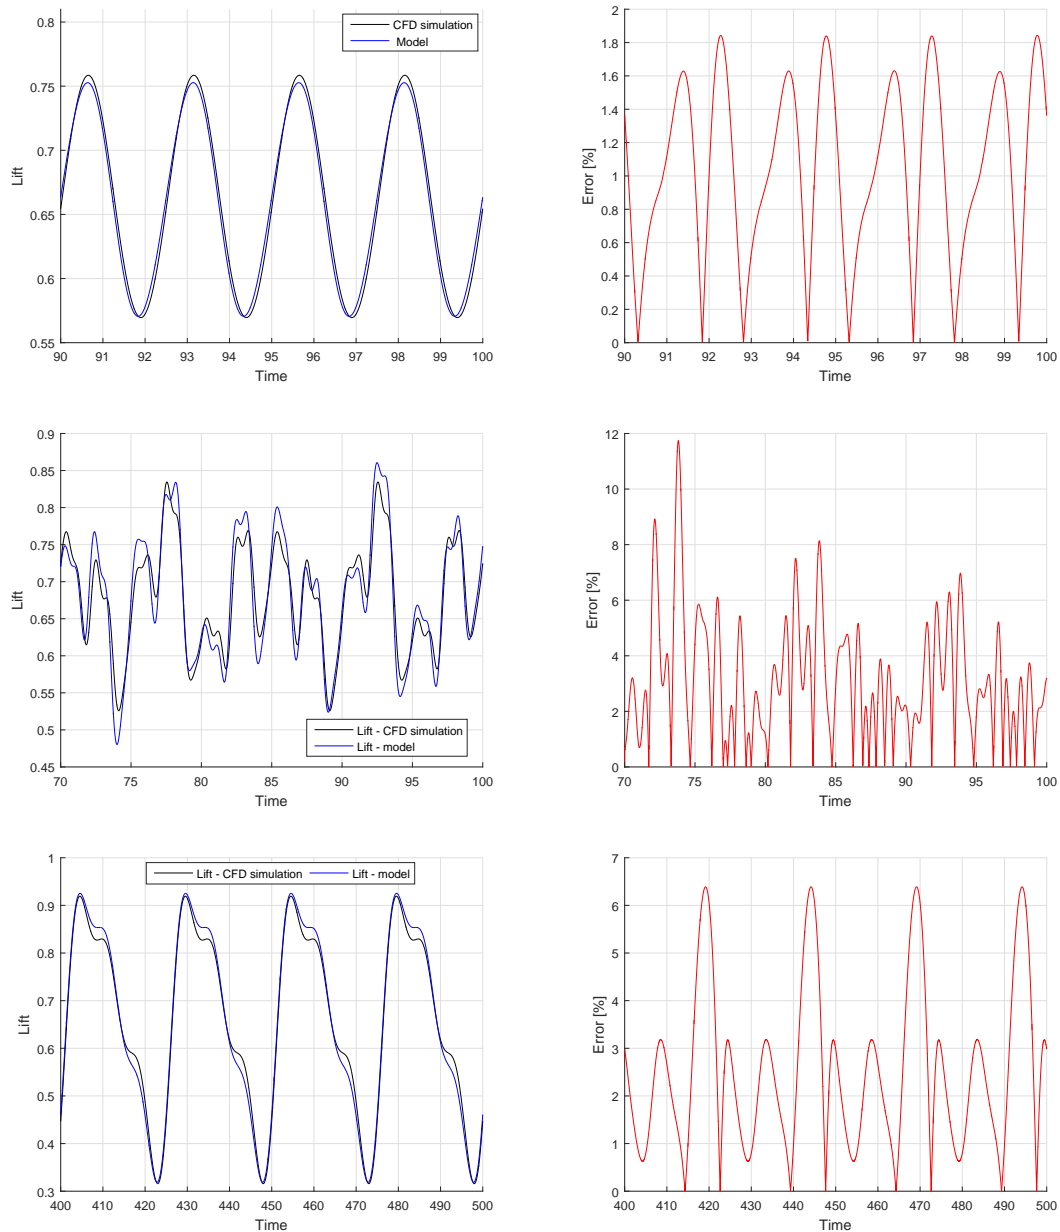 0.8
0.75
0.7
0.65
0.6
0.55
Lift
90 91 92 93 94 95 96 97 98 99 100
Time
CFD simulation
Model
2
1.8
1.6
1.4
1.2
1
0.8
0.6
0.4
0.2
0
Error [%]
90 91 92 93 94 95 96 97 98 99 100
Time
0.9
0.85
0.8
0.75
0.7
0.65
0.6
0.55
0.5
0.45
Lift
70 75 80 85 90 95 100
Time
Lift - CFD simulation
Lift - model
12
10
8
6
4
2
0
Error [%]
70 75 80 85 90 95 100
Time
1
0.9
0.8
0.7
0.6
0.5
0.4
0.3
Lift
400 410 420 430 440 450 460 470 480 490 500
Time
Lift - CFD simulation Lift - model
7
6
5
4
3
2
1
0
Error [%]
400 410 420 430 440 450 460 470 480 490 500
Time